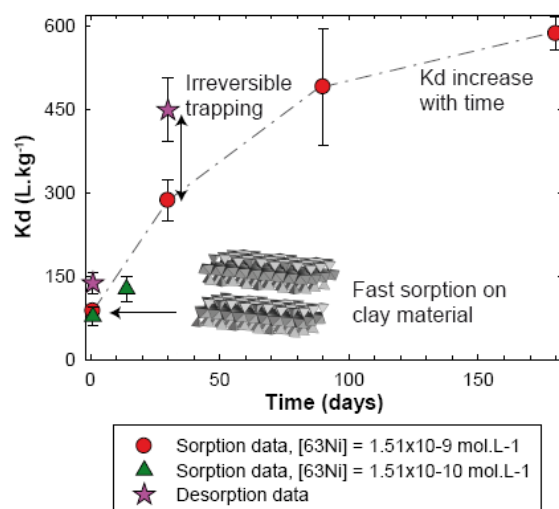 600
450
300
150
0
Kd (L.kg-1)
Irreversible
trapping
Kd increase
with time
Fast sorption on
clay material
0 50 100 150
Time (days)
Sorption data, [63Ni] = 1.51x10-9 mol.L-1
Sorption data, [63Ni] = 1.51x10-10 mol.L-1
Desorption data